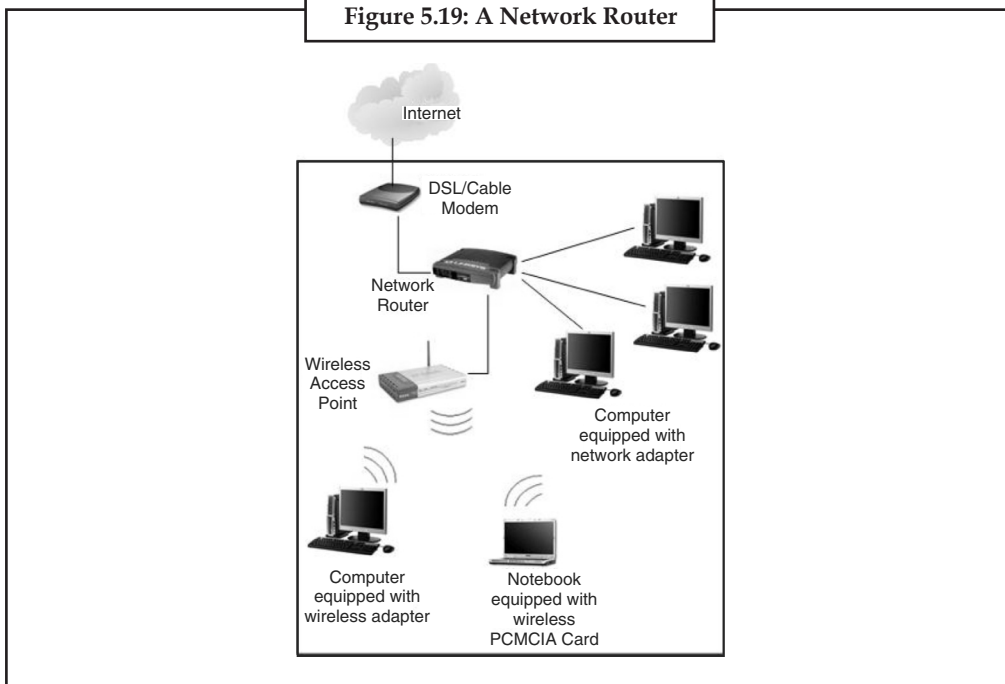 Figure 5.19: A Network Router
Internet
DSL/Cable
Modem
Network
Router
Wireless
Access
Point
Computer
equipped with
network adapter
Computer
equipped with
wireless adapter
Notebook
equipped with
wireless
PCMCIA Card